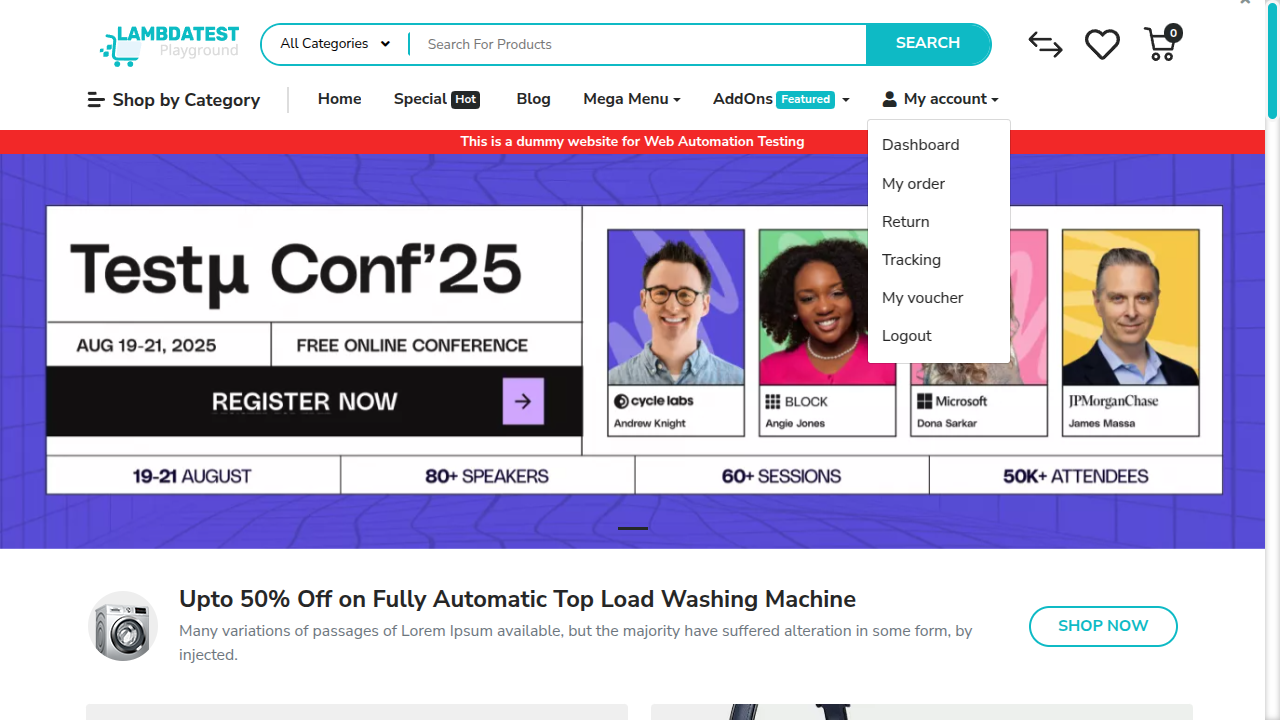 LAMBDATEST
Playground
All Categories
Search For Products
SEARCH
0
Shop by Category
Home
Special Hot
Blog
Mega Menu
AddOns Featured
My account
This is a dummy website for Web Automation Testing
Dashboard
My order
Return
Tracking
My voucher
Logout
Testμ Conf’25
AUG 19-21, 2025
FREE ONLINE CONFERENCE
REGISTER NOW
cycle labs
Andrew Knight
BLOCK
Angie Jones
Microsoft
Dona Sarkar
JPMorganChase
James Massa
19-21 AUGUST
80+ SPEAKERS
60+ SESSIONS
50K+ ATTENDEES
Upto 50% Off on Fully Automatic Top Load Washing Machine
Many variations of passages of Lorem Ipsum available, but the majority have suffered alteration in some form, by
injected.
SHOP NOW